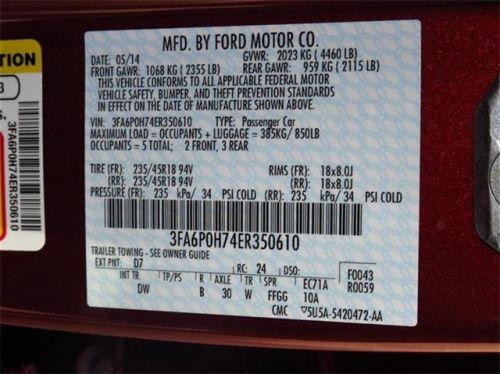 MFD. BY FORD MOTOR CO.
DATE: 05/14 GVWR: 2023 KG ( 4460 LB)
FRONT GAWR: 1068 KG ( 2355 LB) REAR GAWR: 959 KG ( 2115 LB)
THIS VEHICLE CONFORMS TO ALL APPLICABLE FEDERAL MOTOR
VEHICLE SAFETY, BUMPER, AND THEFT PREVENTION STANDARDS
IN EFFECT ON THE DATE OF MANUFACTURE SHOWN ABOVE.
VIN: 3FA6P0H74ER350610 TYPE: Passenger Car
MAXIMUM LOAD = OCCUPANTS + LUGGAGE = 385KG/ 850LB
OCCUPANTS = 5 TOTAL; 2 FRONT, 3 REAR
TIRE (FR): 235/45R18 94V RIMS (FR): 18x8.0J
TIRE (RR): 235/45R18 94V (RR): 18x8.0J
PRESSURE (FR): 235 kPa/ 34 PSI COLD (RR): 235 kPa/ 34 PSI COLD
3FA6P0H74ER350610
TRAILER TOWING - SEE OWNER GUIDE
EXT PNT: D7 RC: 24 DSO: F0043
INT TR TP/PS R AXLE TR SPR EC71A R0059
DW B 30 W FFGG 10A
CMC ▽5U5A-5420472-AA
3
3FA6P0H74ER350610